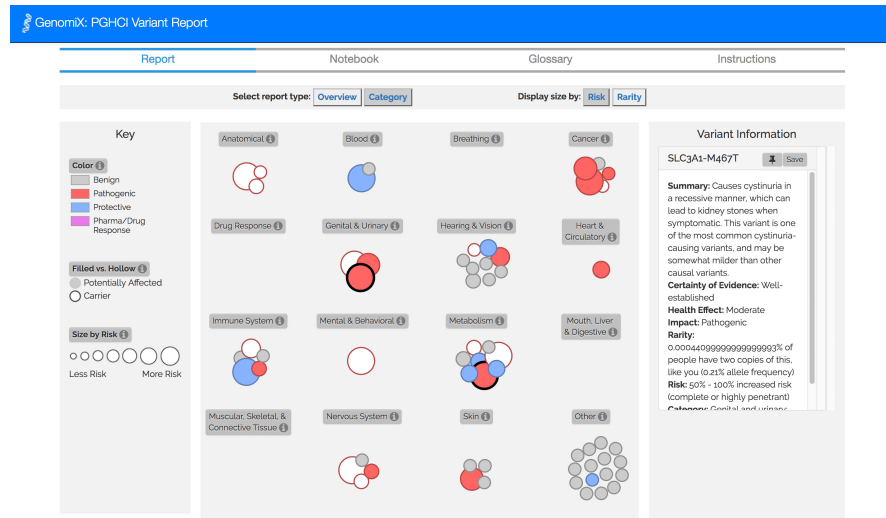 GenomiX: PGHCI Variant Report
Report
Notebook
Glossary
Instructions
Select report type: Overview Category
Display size by: Risk Rarity
Key
Color
Benign
Pathogenic
Protective
Pharma/Drug
Response
Filled vs. Hollow
Potentially Affected
Carrier
Size by Risk
Less Risk
More Risk
Anatomical
Blood
Breathing
Cancer
Drug Response
Genital & Urinary
Hearing & Vision
Heart &
Circulatory
Immune System
Mental & Behavioral
Metabolism
Mouth, Liver
& Digestive
Muscular, Skeletal, &
Connective Tissue
Nervous System
Skin
Other
Variant Information
SLC3A1-M467T
Save
Summary: Causes cystinuria in
a recessive manner, which can
lead to kidney stones when
symptomatic. This variant is one
of the most common cystinuria-
causing variants, and may be
somewhat milder than other
causal variants.
Certainty of Evidence: Well-
established
Health Effect: Moderate
Impact: Pathogenic
Rarity:
0.00044099999999999993% of
people have two copies of this,
like you (0.21% allele frequency)
Risk: 50% - 100% increased risk
(complete or highly penetrant)
Category: Genital and urinary,